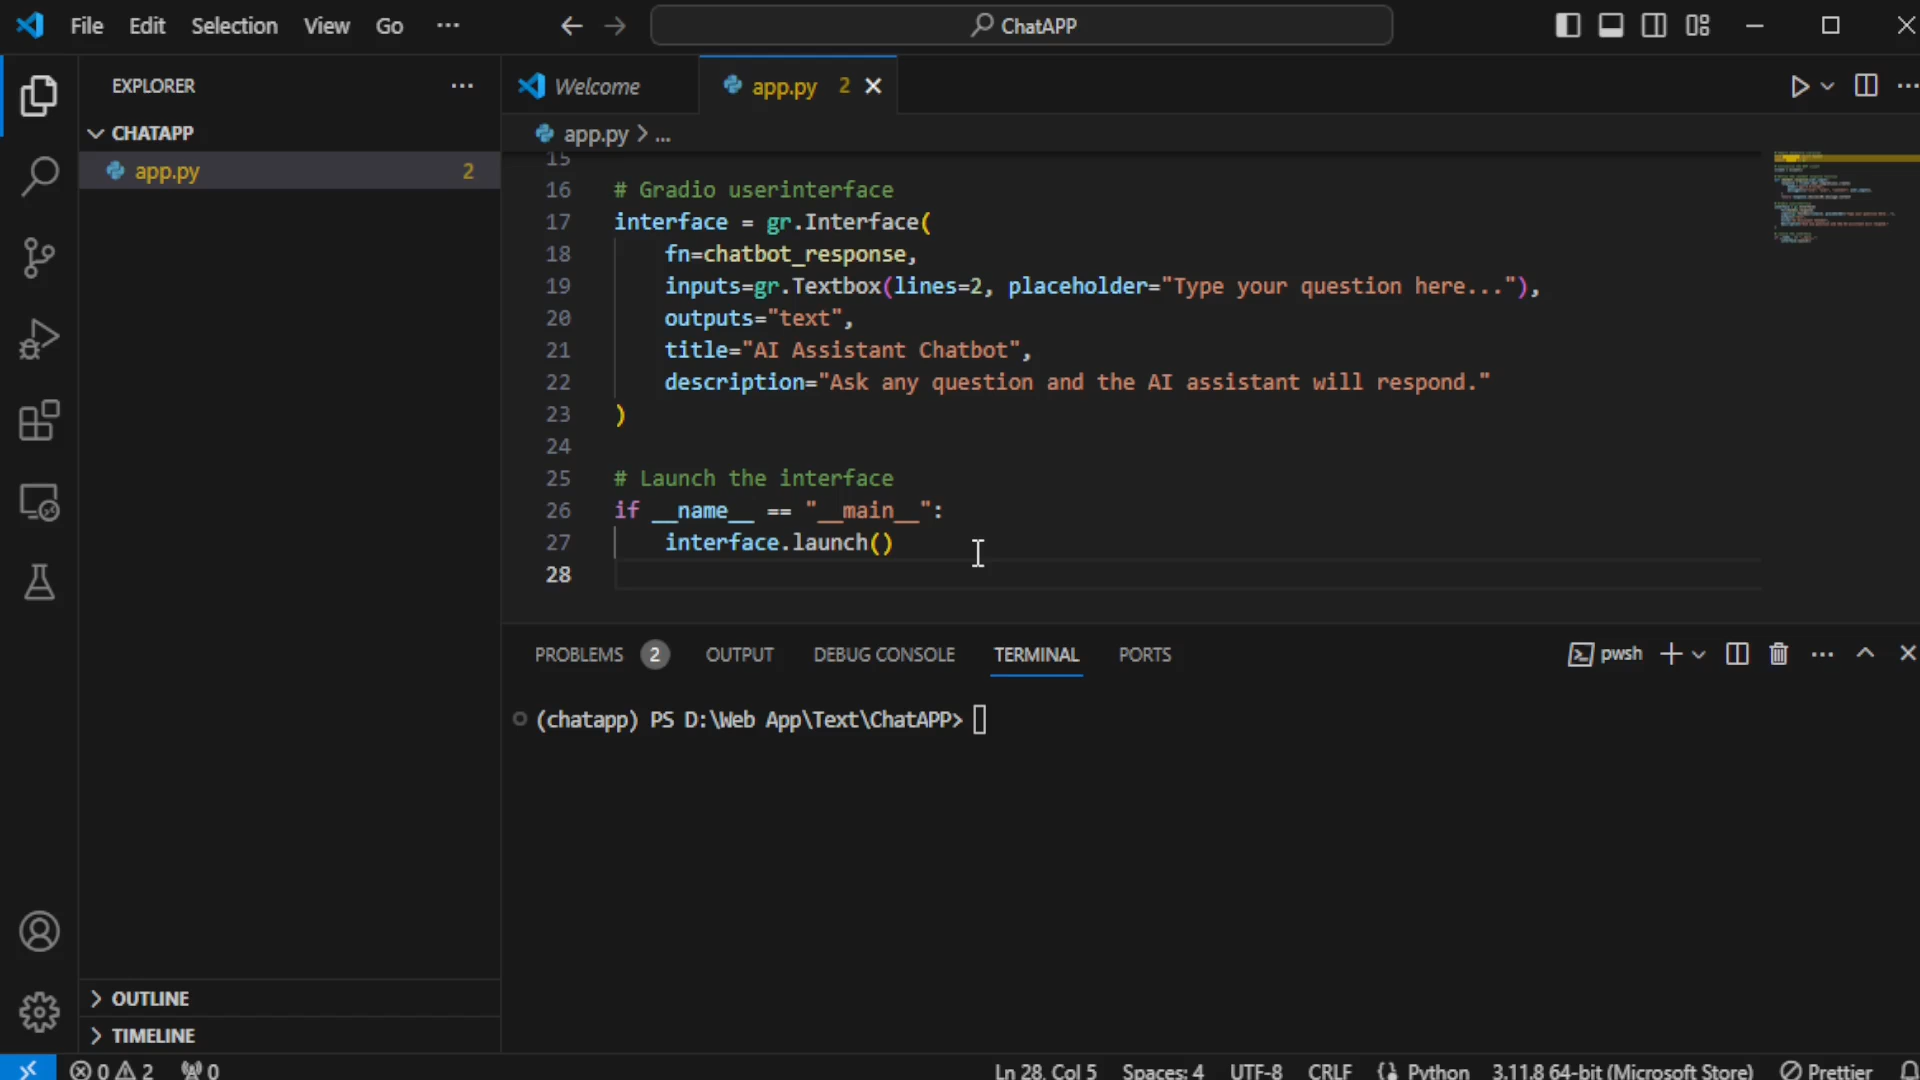 File Edit Selection View Go ··· ChatAPP
EXPLORER ···
CHATAPP
app.py 2
OUTLINE
TIMELINE
Welcome app.py 2
app.py > ...
15
16 # Gradio userinterface
17 interface = gr.Interface(
18 fn=chatbot_response,
19 inputs=gr.Textbox(lines=2, placeholder="Type your question here..."),
20 outputs="text",
21 title="AI Assistant Chatbot",
22 description="Ask any question and the AI assistant will respond."
23 )
24
25 # Launch the interface
26 if __name__ == "__main__":
27 interface.launch()
28
PROBLEMS 2 OUTPUT DEBUG CONSOLE TERMINAL PORTS pwsh
(chatapp) PS D:\Web App\Text\ChatAPP>
0 2 0 Ln 28, Col 5 Spaces: 4 UTF-8 CRLF Python 3.11.8 64-bit (Microsoft Store) Prettier